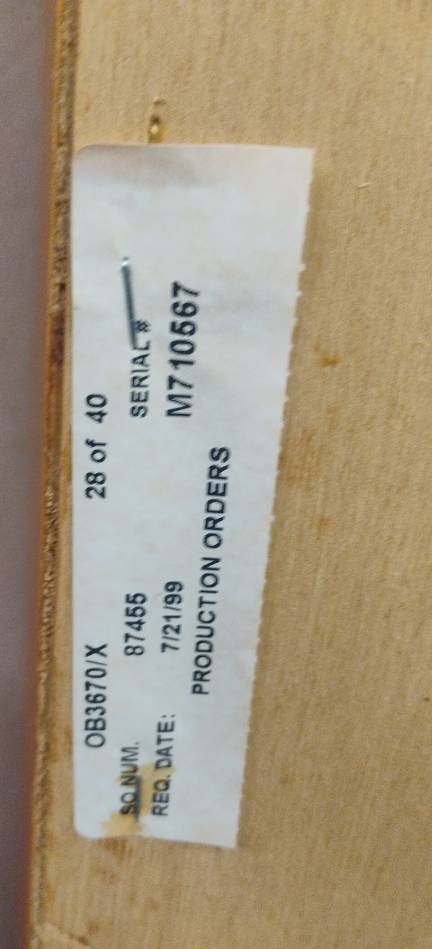 OB3670/X 28 of 40
SO NUM. 87455 SERIAL #
REQ. DATE: 7/21/99 M710567
PRODUCTION ORDERS